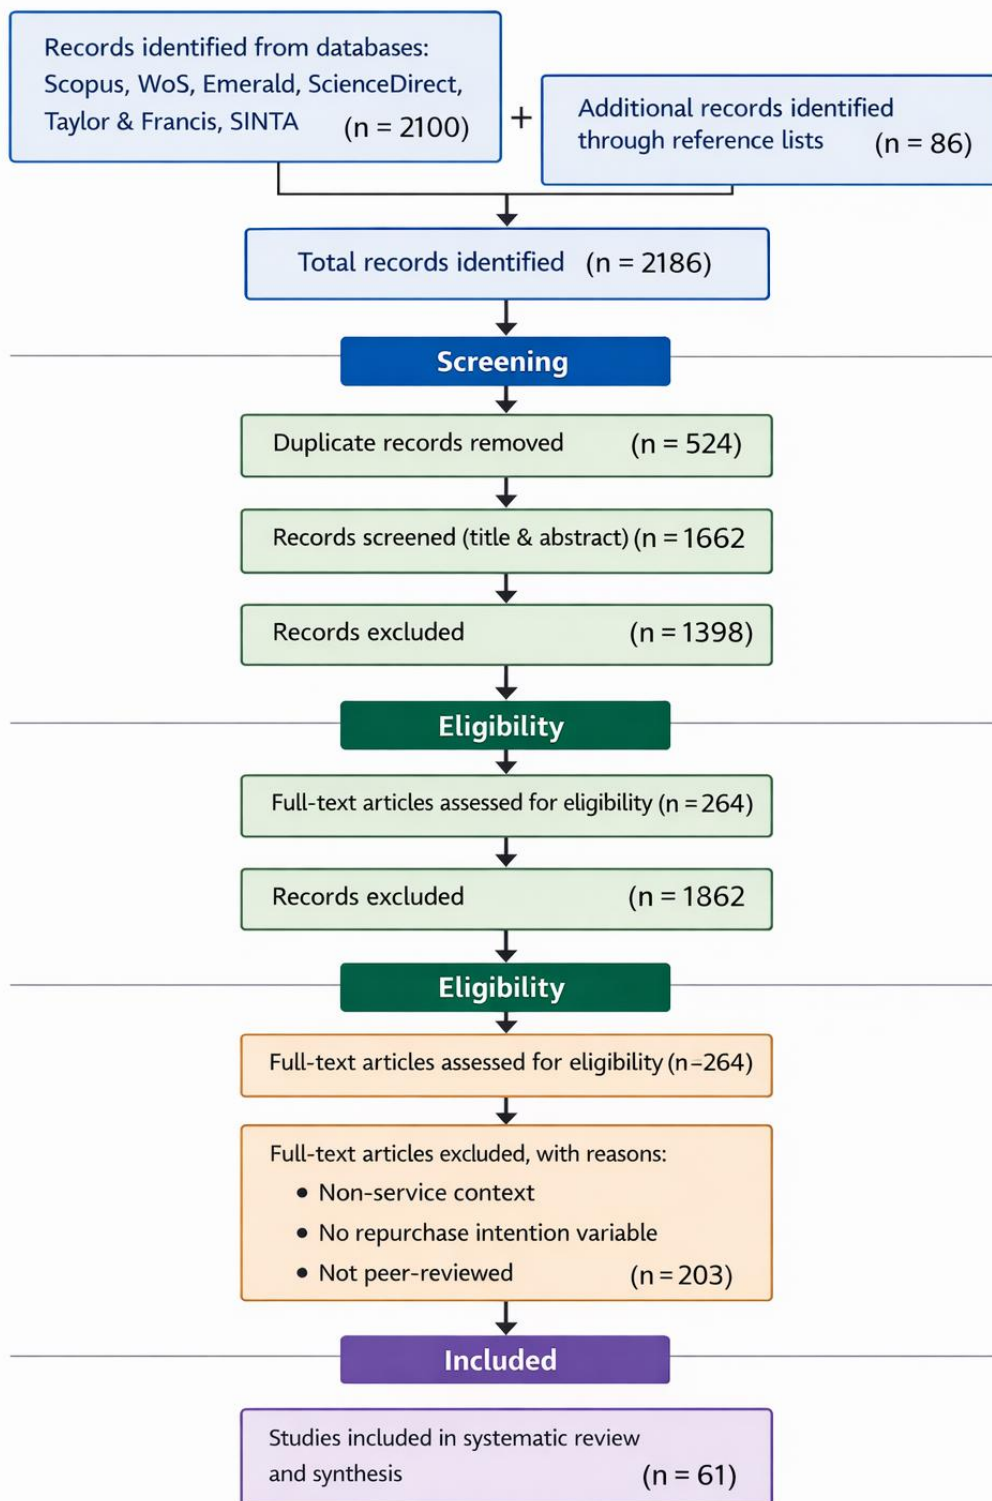 Records identified from databases:
Scopus, WoS, Emerald, ScienceDirect,
Taylor & Francis, SINTA (n = 2100)
+
Additional records identified
through reference lists (n = 86)
Total records identified (n = 2186)
Screening
Duplicate records removed (n = 524)
Records screened (title & abstract) (n = 1662
Records excluded (n = 1398)
Eligibility
Full-text articles assessed for eligibility (n = 264)
Records excluded (n = 1862
Eligibility
Full-text articles assessed for eligibility (n–264)
Full-text articles excluded, with reasons:
• Non-service context
• No repurchase intention variable
• Not peer-reviewed (n = 203)
Included
Studies included in systematic review
and synthesis (n = 61)